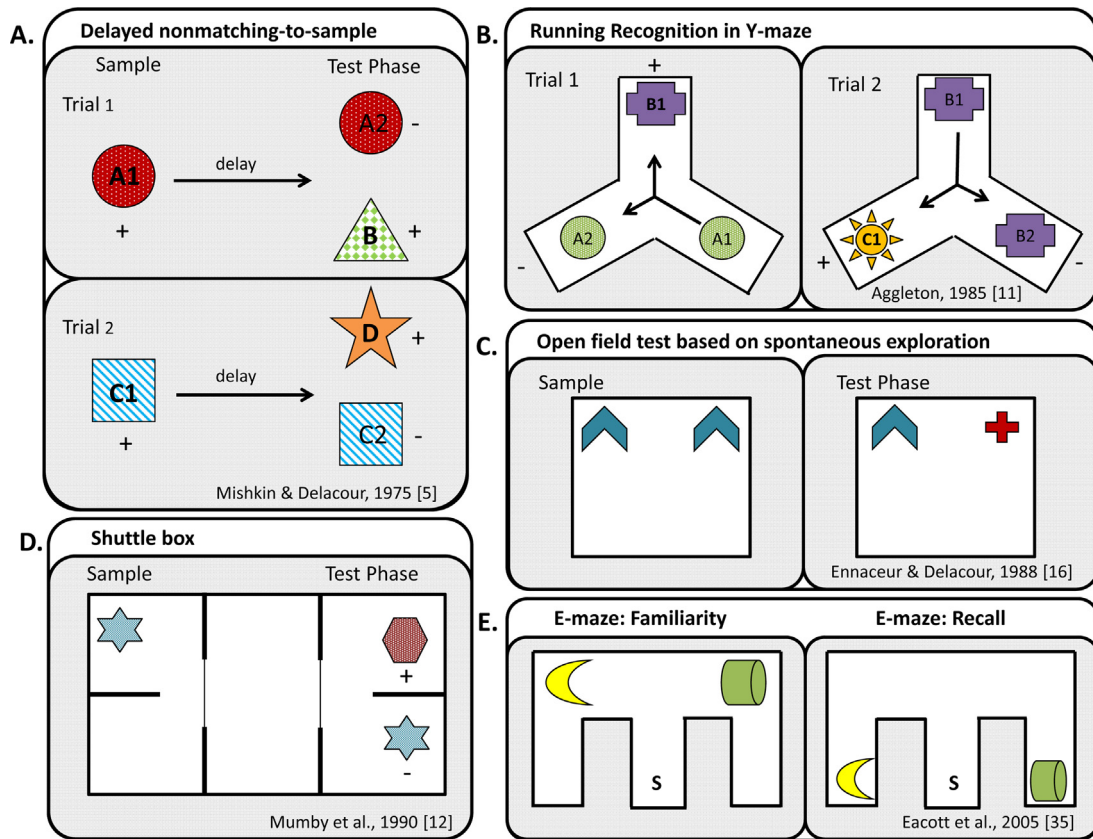 A.
Delayed nonmatching-to-sample
Sample
Test Phase
Trial 1
A1
+
delay
A2 -
B +
Trial 2
C1
+
delay
D +
C2 -
Mishkin & Delacour, 1975 [5]
B.
Running Recognition in Y-maze
Trial 1
+
B1
A2
A1
-
Trial 2
B1
C1
B2
+
-
Aggleton, 1985 [11]
C.
Open field test based on spontaneous exploration
Sample
Test Phase
Ennaceur & Delacour, 1988 [16]
D.
Shuttle box
Sample
Test Phase
+
-
Mumby et al., 1990 [12]
E.
E-maze: Familiarity
S
E-maze: Recall
S
Eacott et al., 2005 [35]